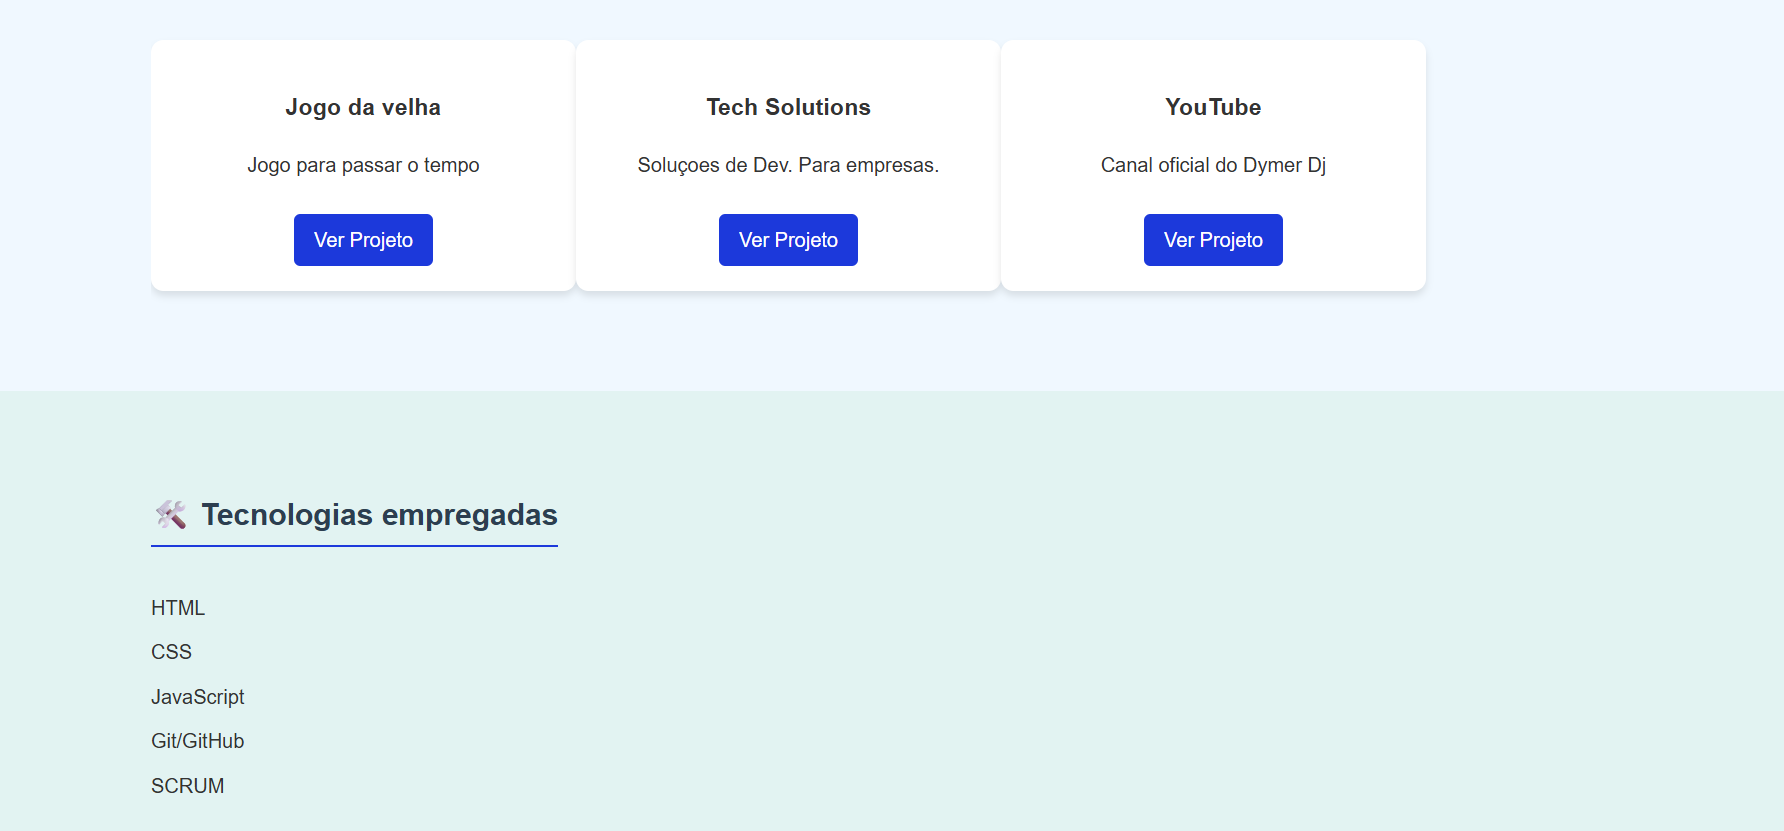 Jogo da velha
Jogo para passar o tempo
Ver Projeto
Tech Solutions
Soluçoes de Dev. Para empresas.
Ver Projeto
YouTube
Canal oficial do Dymer Dj
Ver Projeto
Tecnologias empregadas
HTML
CSS
JavaScript
Git/GitHub
SCRUM